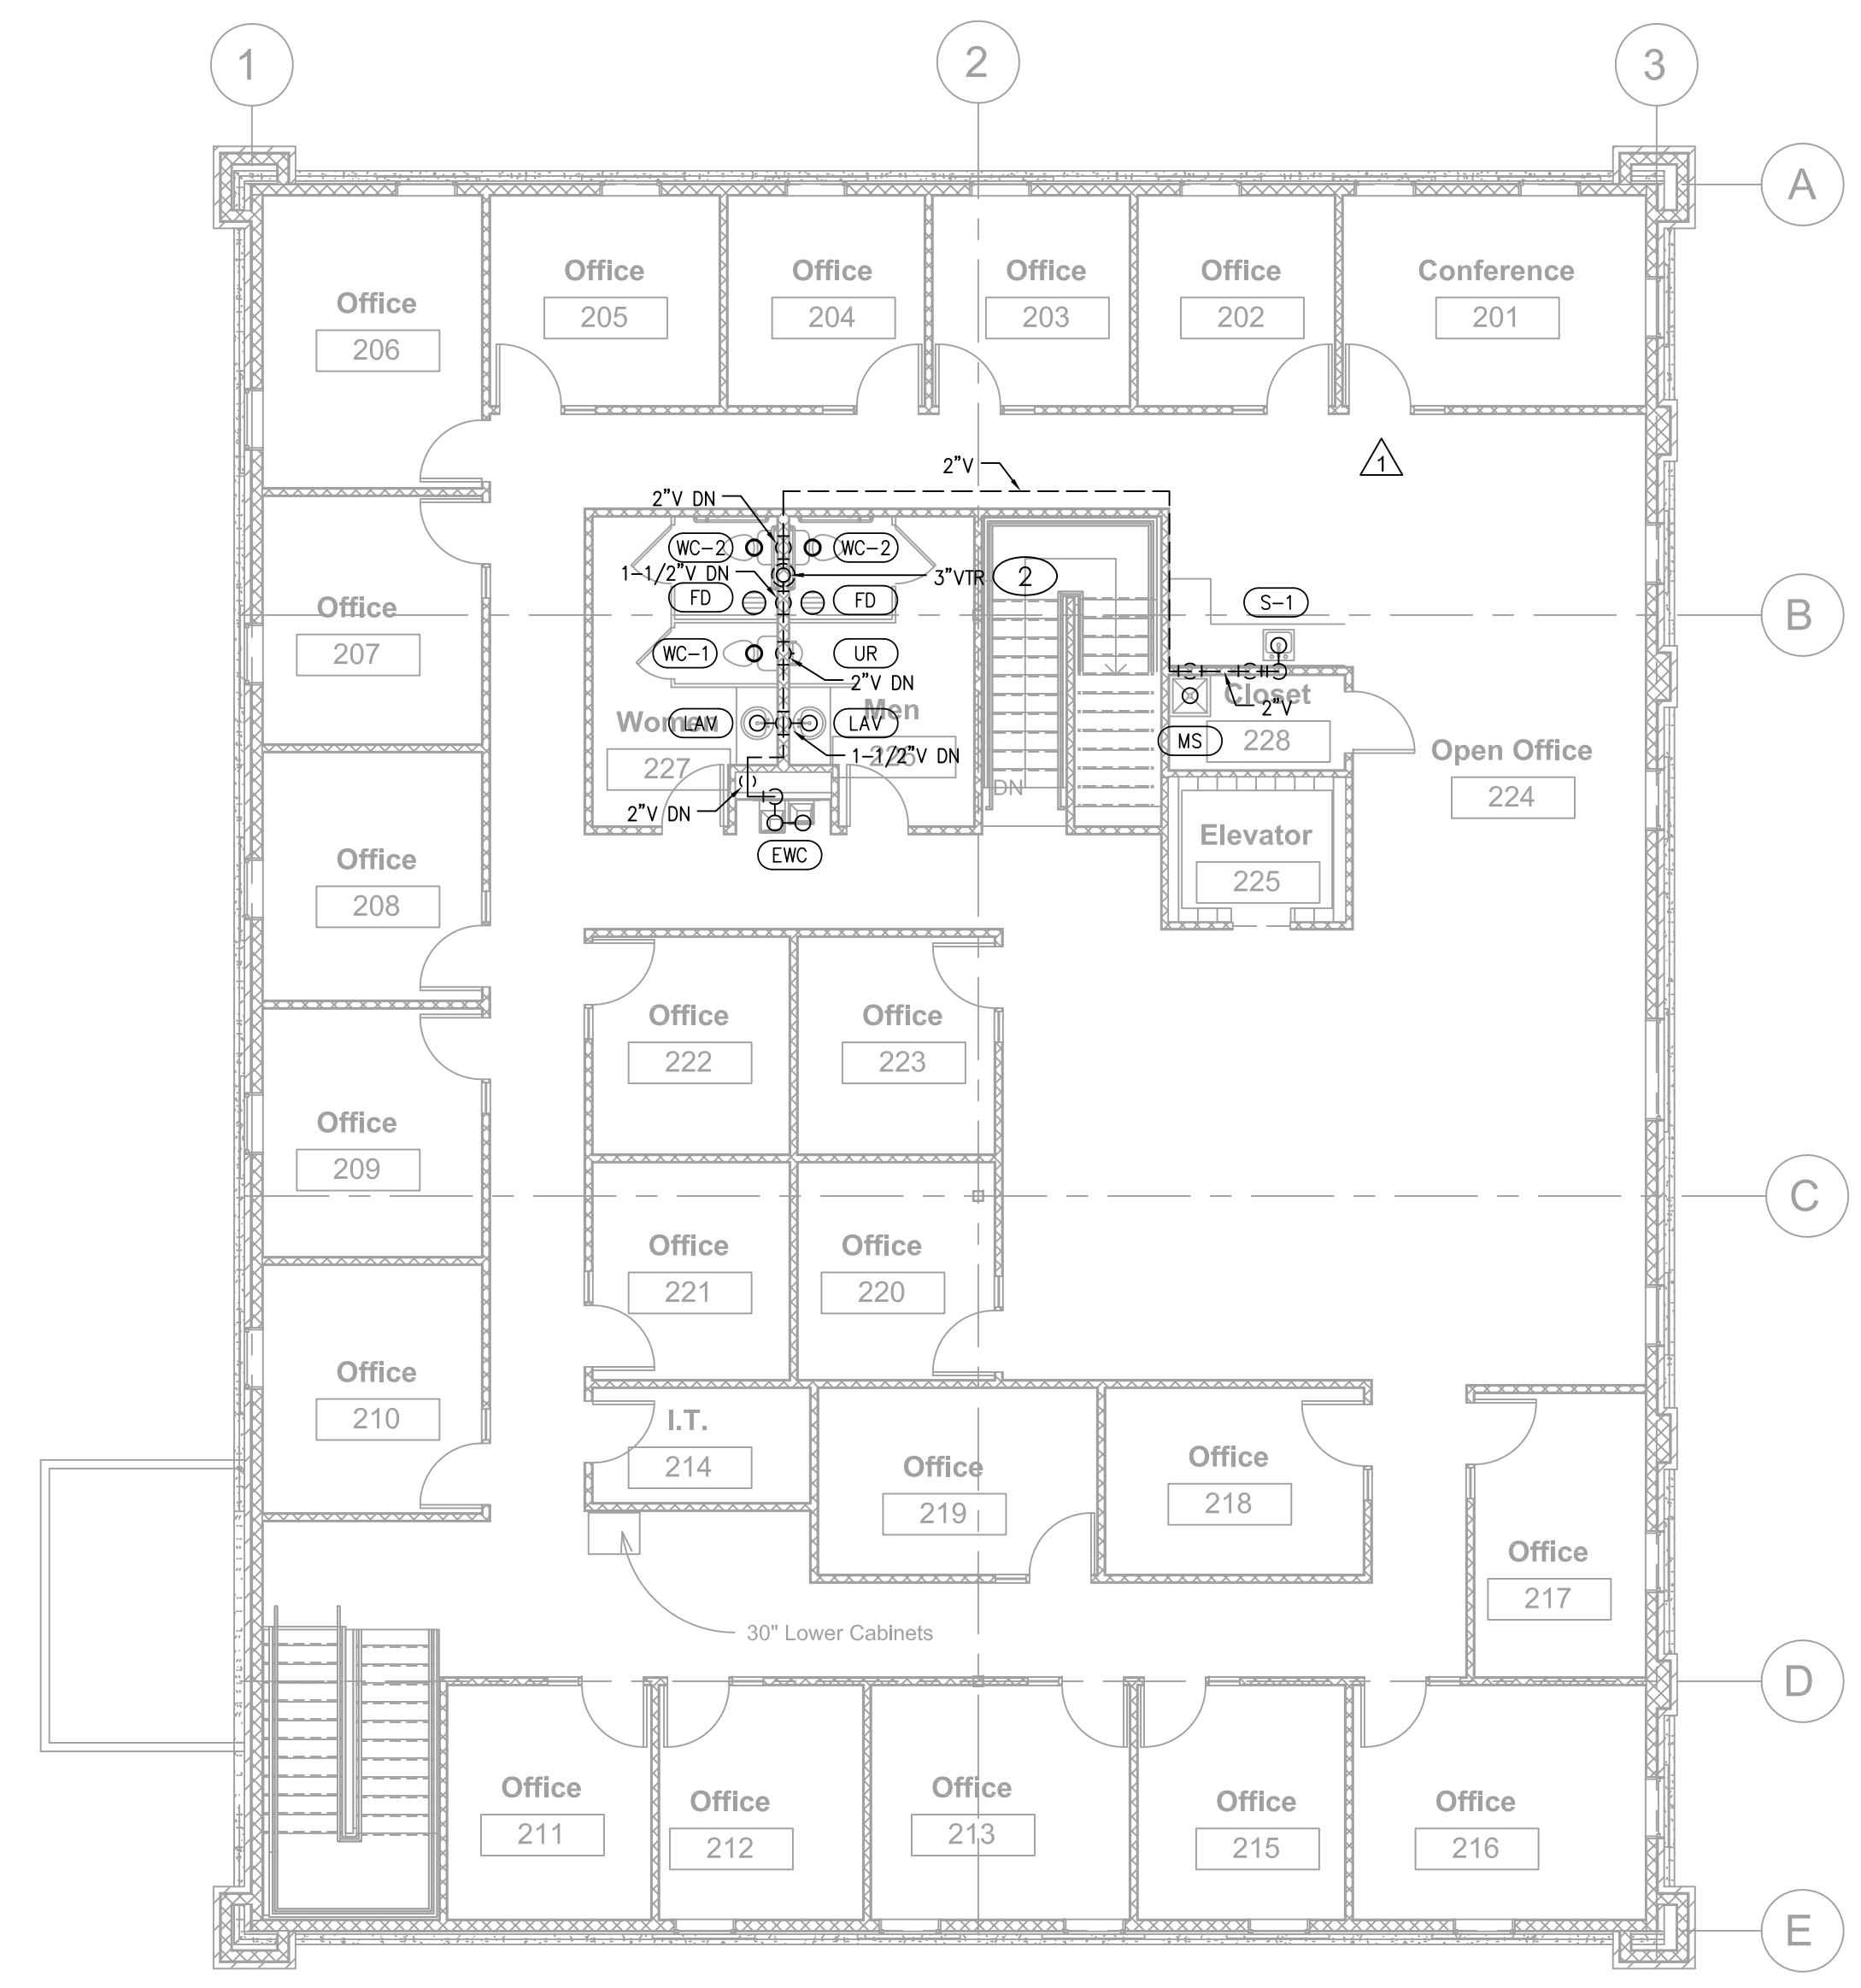 1
2
3
A
Office
206
Office
205
Office
204
Office
203
Office
202
Conference
201
2"V
1
2"V DN
WC-2
WC-2
1-1/2"V DN
3"VTR
2
FD
FD
S-1
B
Office
207
WC-1
UR
2"V DN
Closet
228
2"V
MS
Women
227
LAV
LAV
Men
1-1/2"V DN
2"V DN
DN
EWC
Open Office
224
Elevator
225
Office
208
Office
222
Office
223
Office
209
C
Office
221
Office
220
Office
210
I.T.
214
Office
219
Office
218
Office
217
30" Lower Cabinets
D
Office
211
Office
212
Office
213
Office
215
Office
216
E